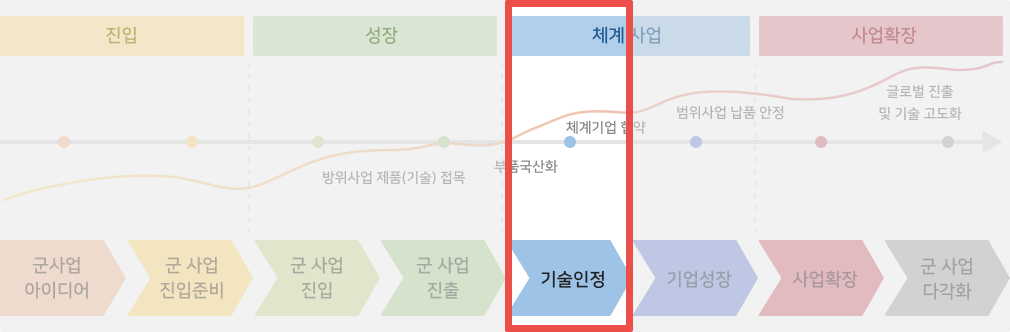 진입
성장
체계 사업
사업확장
글로벌 진출
및 기술 고도화
범위사업 납품 안정
체계기업 협약
부품국산화
방위사업 제품(기술) 접목
군사업
아이디어
군 사업
진입준비
군 사업
진입
군 사업
진출
기술인정
기업성장
사업확장
군 사업
다각화